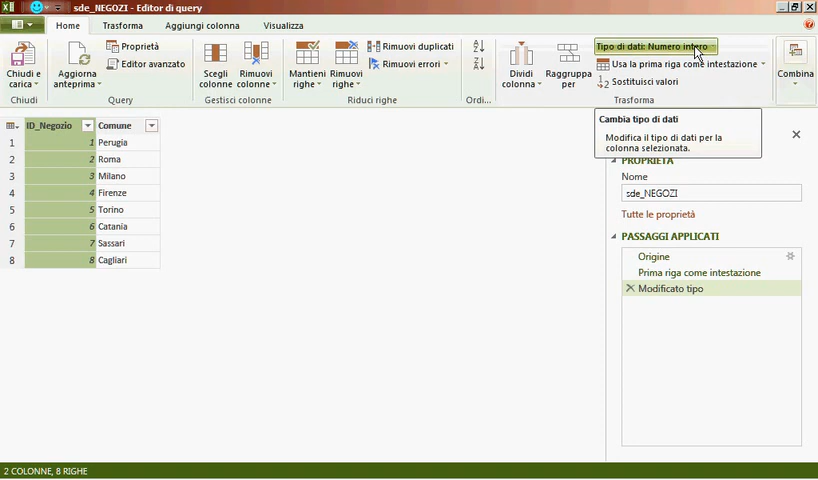 sde_NEGOZI - Editor di query
Home Trasforma Aggiungi colonna Visualizza
Chiudi e carica
Chiudi
Aggiorna anteprima
Proprietà
Editor avanzato
Query
Scegli colonne
Rimuovi colonne
Gestisci colonne
Mantieni righe
Rimuovi righe
Rimuovi duplicati
Rimuovi errori
Riduci righe
A Z
Z A
Ordi...
Dividi colonna
Raggruppa per
Tipo di dati: Numero intero
Usa la prima riga come intestazione
1 2 Sostituisci valori
Trasforma
Combina
Cambia tipo di dati
Modifica il tipo di dati per la
colonna selezionata.
ID_Negozio Comune
1 1 Perugia
2 2 Roma
3 3 Milano
4 4 Firenze
5 5 Torino
6 6 Catania
7 7 Sassari
8 8 Cagliari
PROPRIETÀ
Nome
sde_NEGOZI
Tutte le proprietà
PASSAGGI APPLICATI
Origine
Prima riga come intestazione
Modificato tipo
2 COLONNE, 8 RIGHE